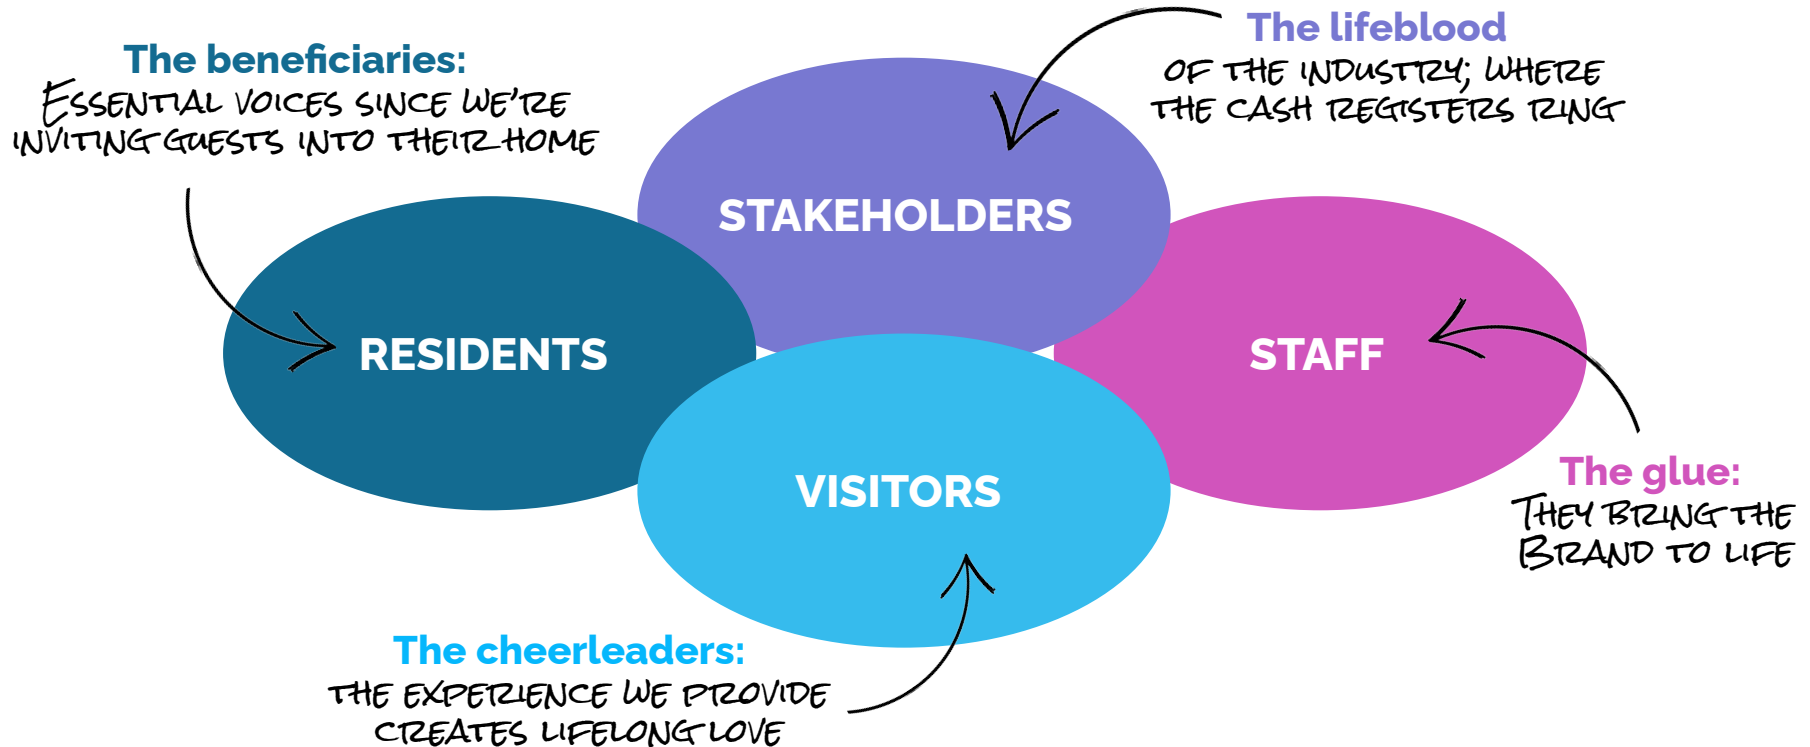 The beneficiaries:
ESSENTIAL VOICES SINCE WE'RE
INVITING GUESTS INTO THEIR HOME
The lifeblood
OF THE INDUSTRY; WHERE
THE CASH REGISTERS RING
STAKEHOLDERS
RESIDENTS
STAFF
VISITORS
The glue:
THEY BRING THE
BRAND TO LIFE
The cheerleaders:
THE EXPERIENCE WE PROVIDE
CREATES LIFELONG LOVE